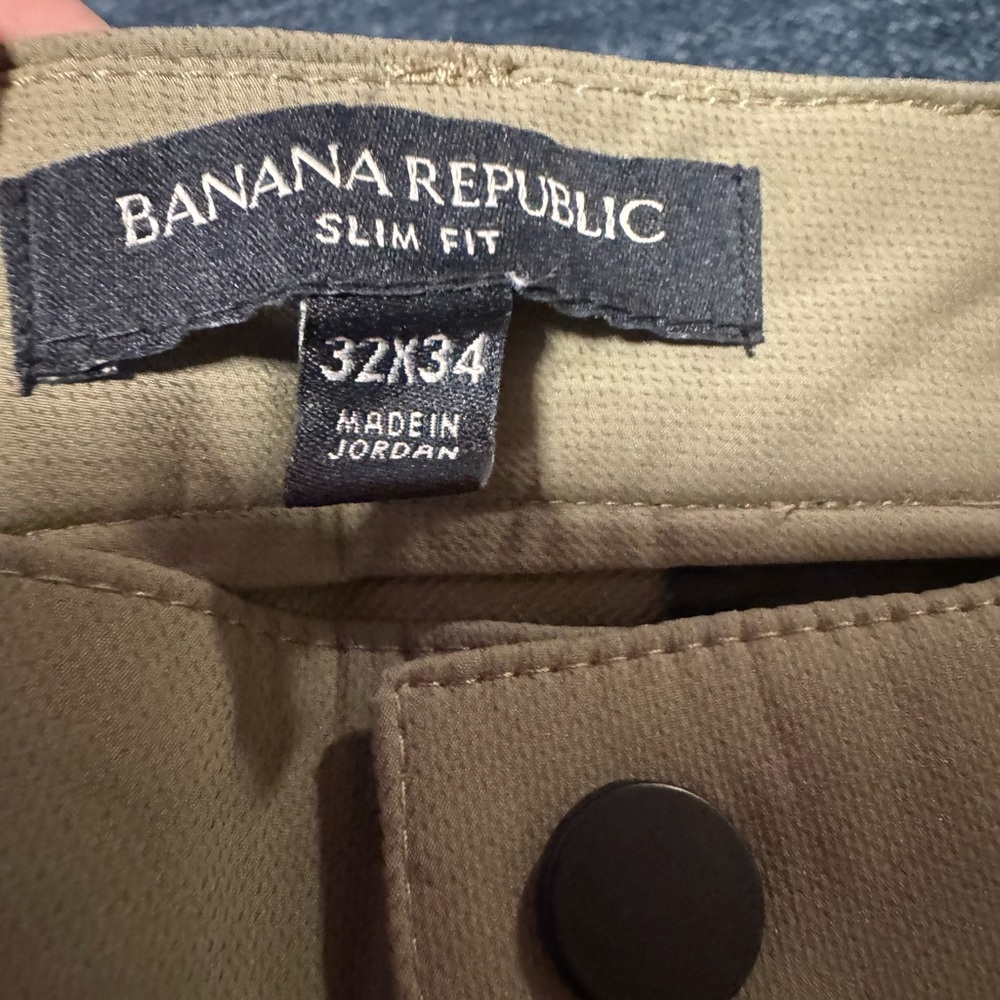 BANANA REPUBLIC
SLIM FIT
32X34
MADE IN
JORDAN